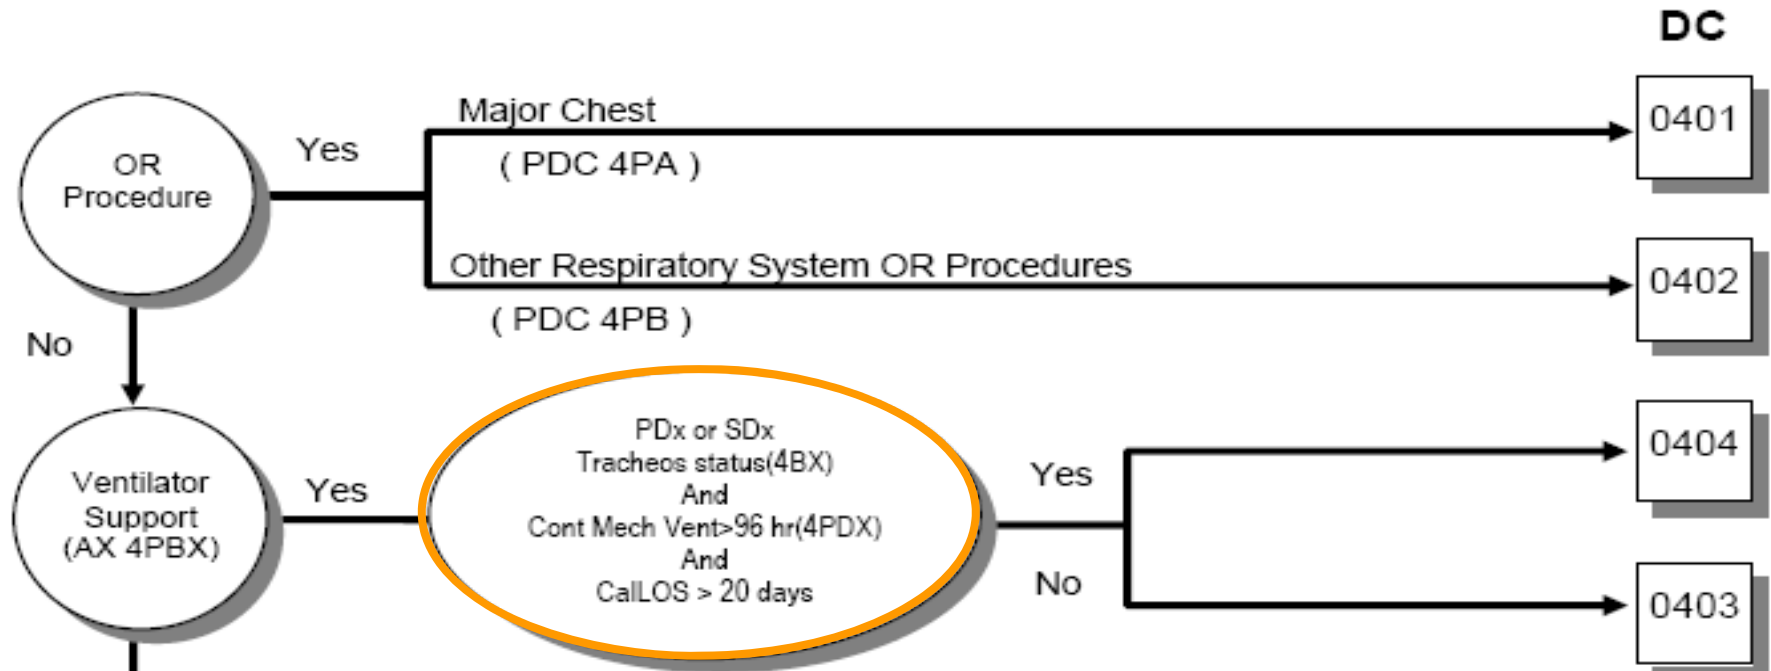 DC
Major Chest
0401
Yes
( PDC 4PA )
OR
Procedure
Other Respiratory System OR Procedures
0402
( PDC 4PB )
No
PDx or SDx
Tracheos status(4BX)
And
Cont Mech Vent>96 hr(4PDX)
And
CalLOS > 20 days
Yes
0404
Ventilator
Support
(AX 4PBX)
Yes
No
0403